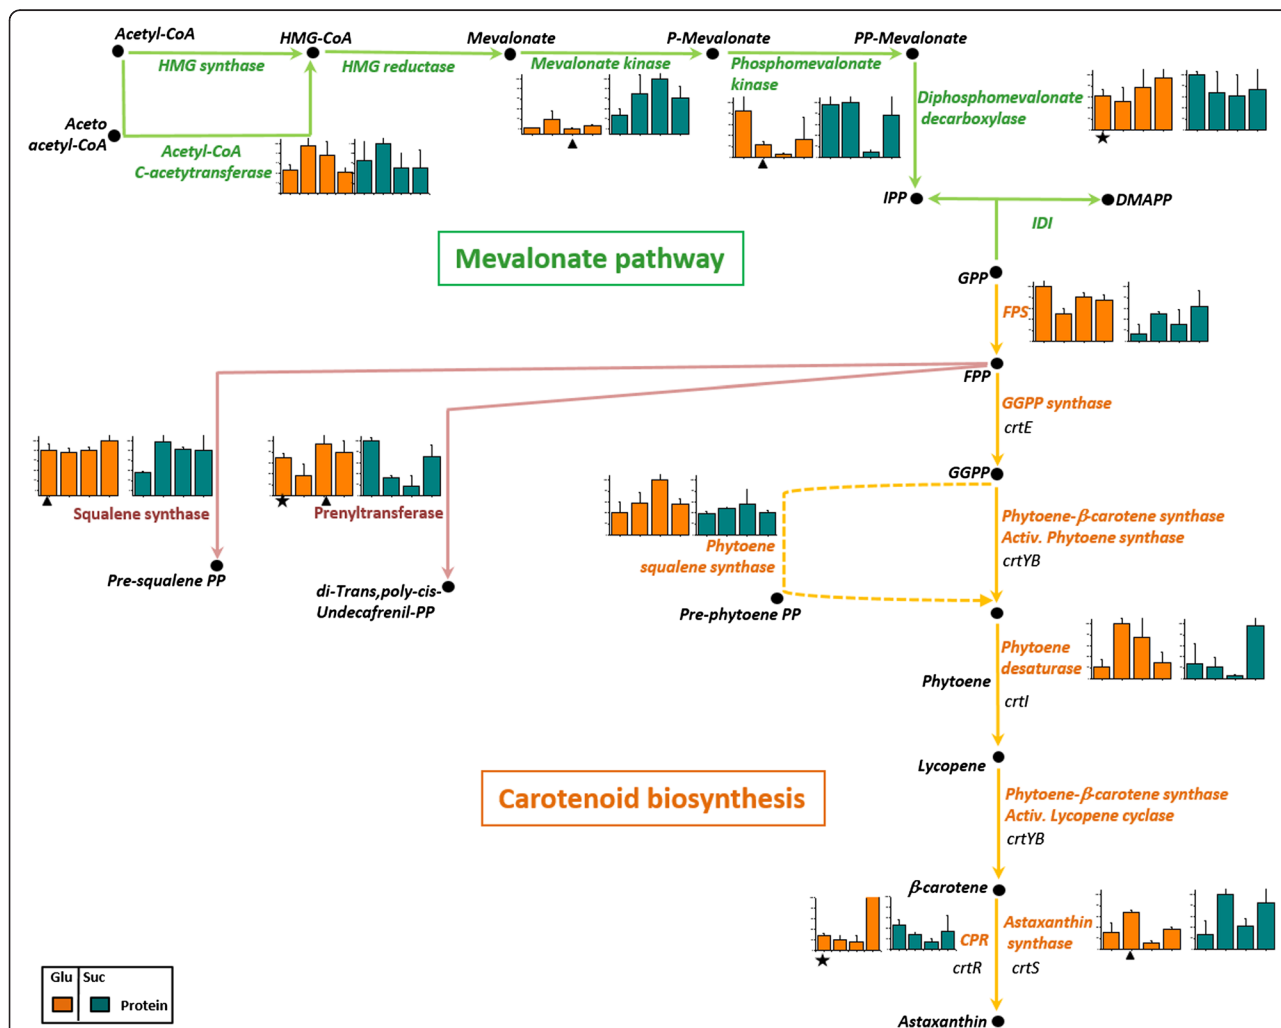 Acetyl-CoA
HMG-CoA
Mevalonate
P-Mevalonate
PP-Mevalonate
HMG synthase
HMG reductase
Mevalonate kinase
Phosphomevalonate
kinase
Diphosphomevalonate
decarboxylase
Aceto
acetyl-CoA
Acetyl-CoA
C-acetytransferase
IPP
DMAPP
IDI
Mevalonate pathway
GPP
FPS
FPP
GGPP synthase
crtE
GGPP
Squalene synthase
Prenyltransferase
Phytoene
squalene synthase
Phytoene-β-carotene synthase
Activ. Phytoene synthase
crtYB
Pre-squalene PP
di-Trans,poly-cis-
Undecafrenil-PP
Pre-phytoene PP
Phytoene
desaturase
Phytoene
crtI
Lycopene
Carotenoid biosynthesis
Phytoene-β-carotene synthase
Activ. Lycopene cyclase
crtYB
β-carotene
CPR
Astaxanthin
synthase
crtR
crtS
Astaxanthin
Glu Suc
Protein